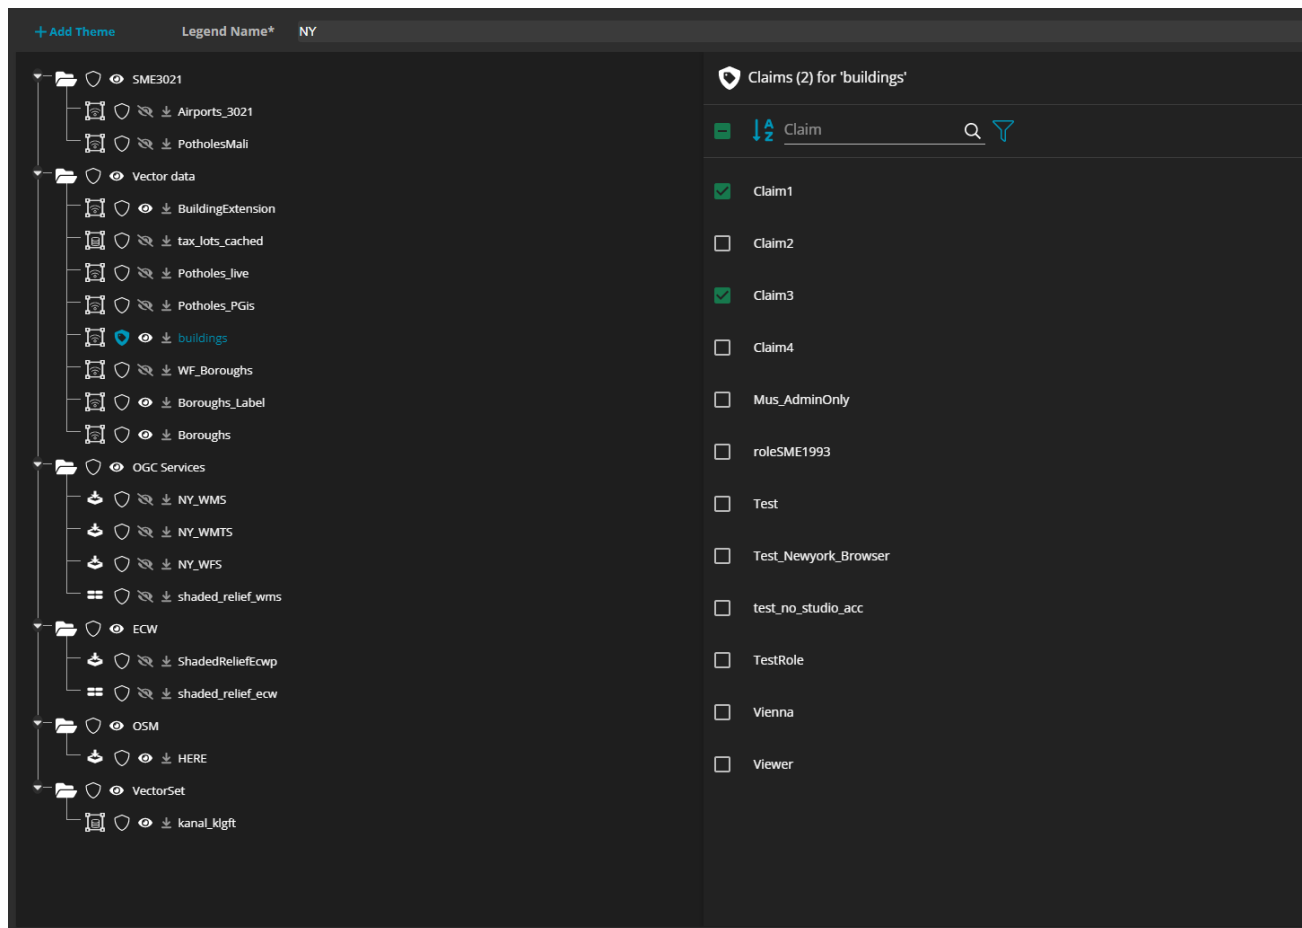 + Add Theme Legend Name* NY
SME3021
Airports_3021
PotholesMali
Vector data
BuildingExtension
tax_lots_cached
Potholes_live
Potholes_PGis
buildings
WF_Boroughs
Boroughs_Label
Boroughs
OGC Services
NY_WMS
NY_WMTS
NY_WFS
shaded_relief_wms
ECW
ShadedReliefEcwp
shaded_relief_ecw
OSM
HERE
VectorSet
kanal_klgft
Claims (2) for 'buildings'
A
Z
Claim
Claim1
Claim2
Claim3
Claim4
Mus_AdminOnly
roleSME1993
Test
Test_Newyork_Browser
test_no_studio_acc
TestRole
Vienna
Viewer